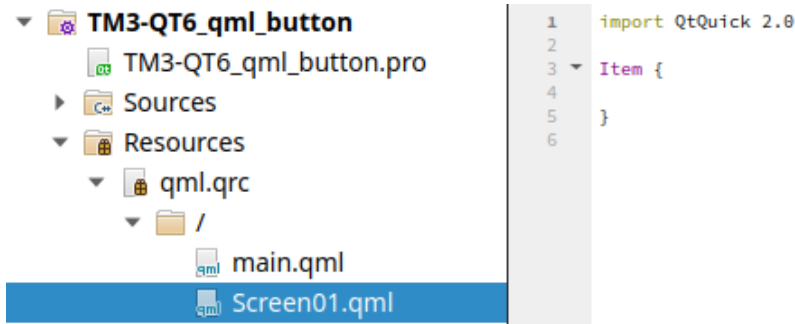 TM3-QT6_qml_button
TM3-QT6_qml_button.pro
Sources
Resources
qml.qrc
/
main.qml
Screen01.qml
1 import QtQuick 2.0
2
3 Item {
4
5 }
6